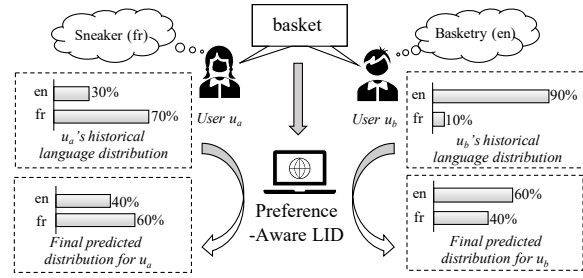 Sneaker (fr)
basket
Basketry (en)
en 30%
fr 70%
u_a's historical
language distribution
User u_a
User u_b
en 90%
fr 10%
u_b's historical
language distribution
en 40%
fr 60%
Final predicted
distribution for u_a
Preference
-Aware LID
en 60%
fr 40%
Final predicted
distribution for u_b